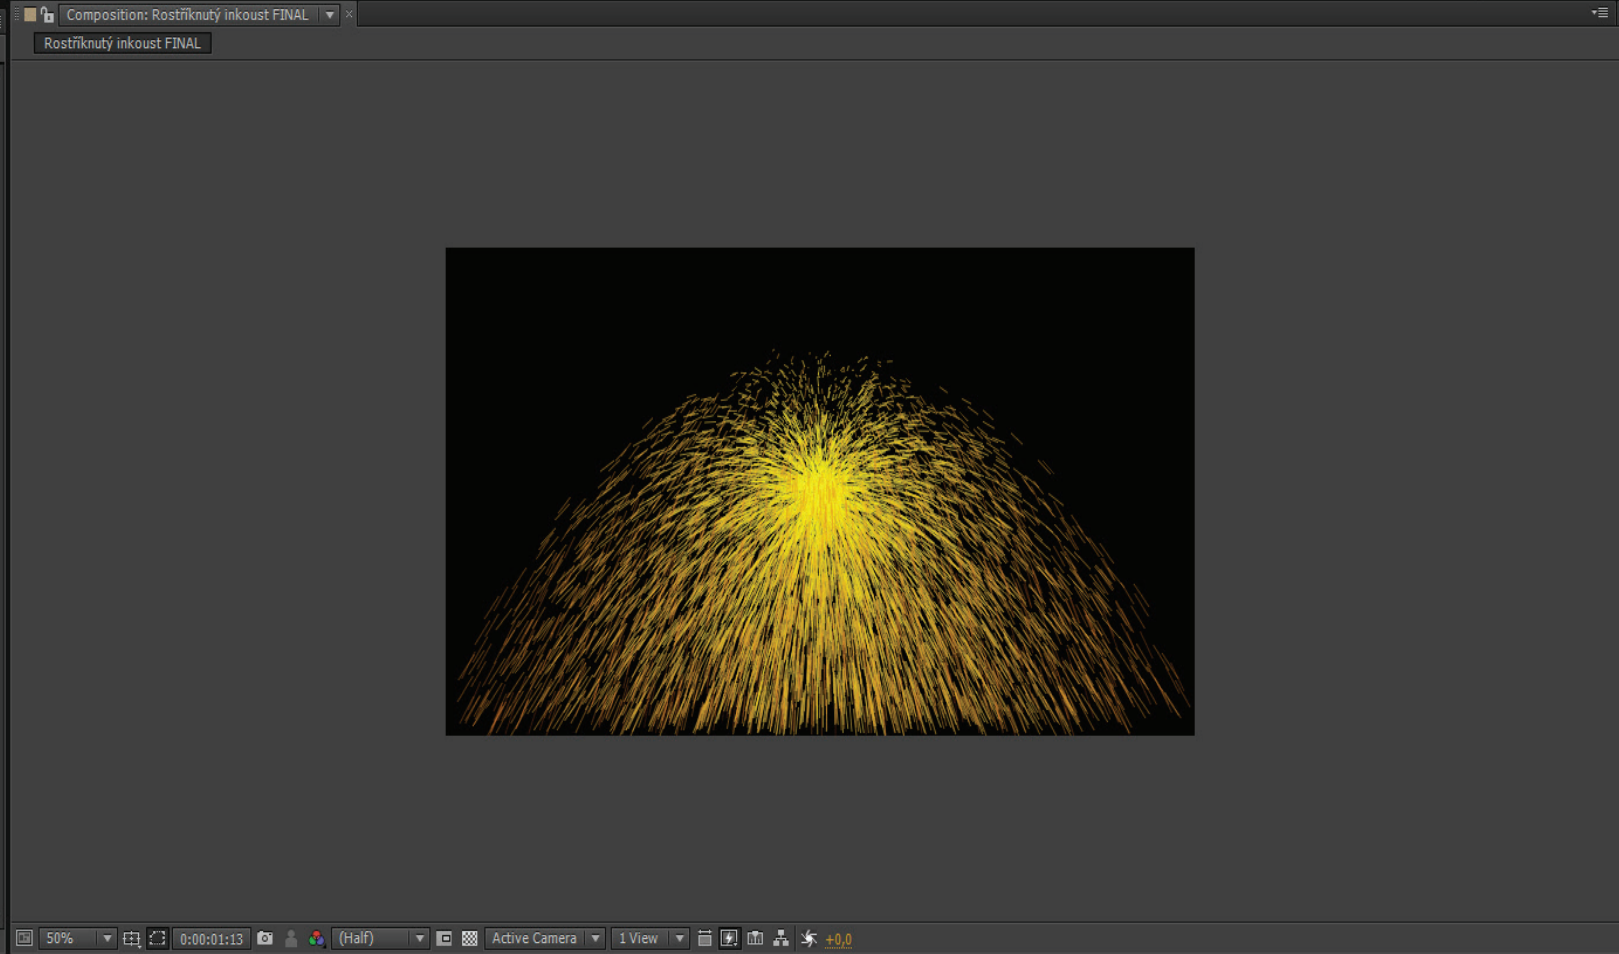 Composition: Rostříknutý inkoust FINAL
Rostříknutý inkoust FINAL
50% 0:00:01:13 (Half) Active Camera 1 View +0,0